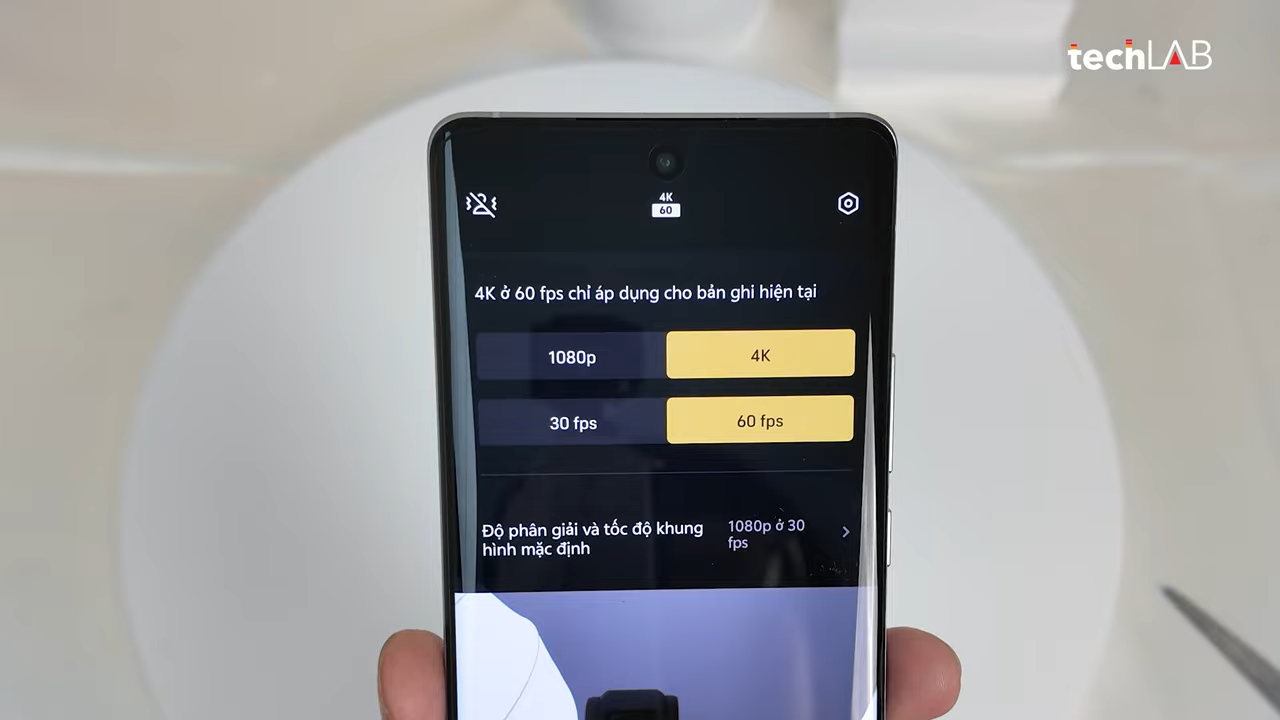 techLAB
4K
60
4K ở 60 fps chỉ áp dụng cho bản ghi hiện tại
1080p
4K
30 fps
60 fps
Độ phân giải và tốc độ khung
hình mặc định
1080p ở 30
fps